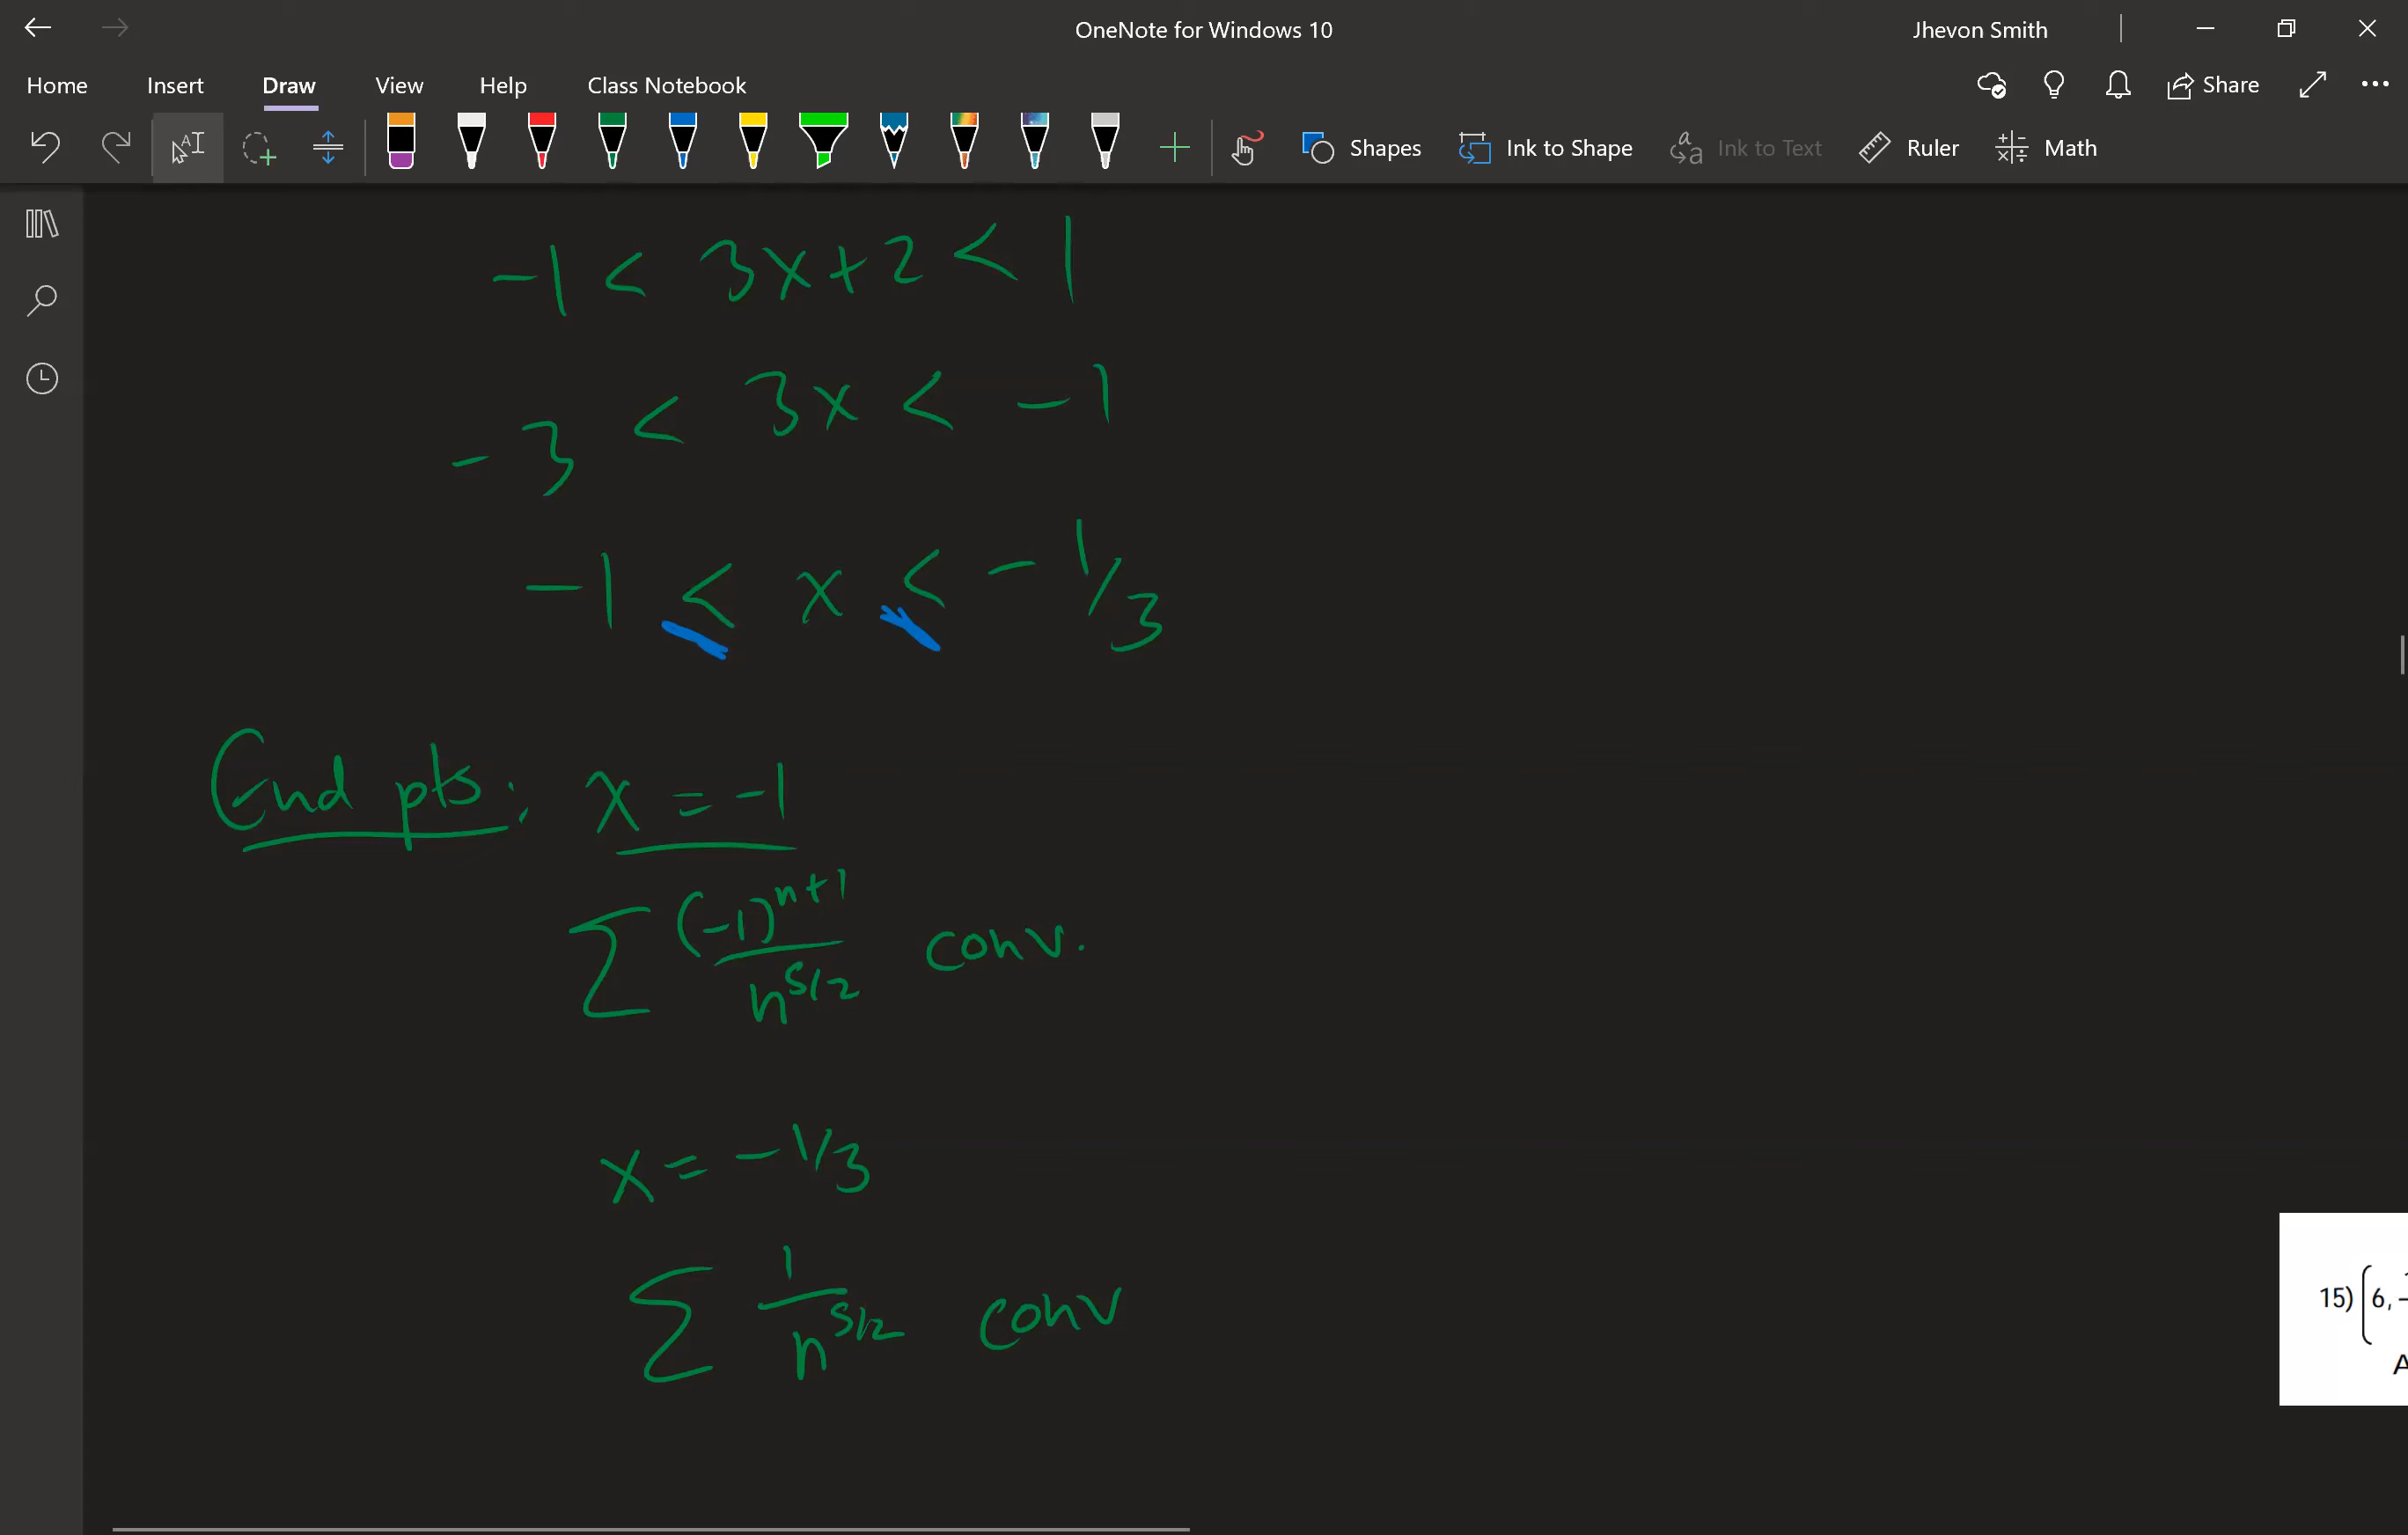 OneNote for Windows 10
Jhevon Smith
Home Insert Draw View Help Class Notebook
Share
Shapes Ink to Shape Ink to Text Ruler Math
-1 < 3x+2 < 1
-3 < 3x < -1
-1 ≤ x ≤ -1/3
End pts: x = -1
∑ (-1)^{n+1} / n^{5/2} conv.
x = -1/3
∑ 1 / n^{5/2} conv
15) (6,